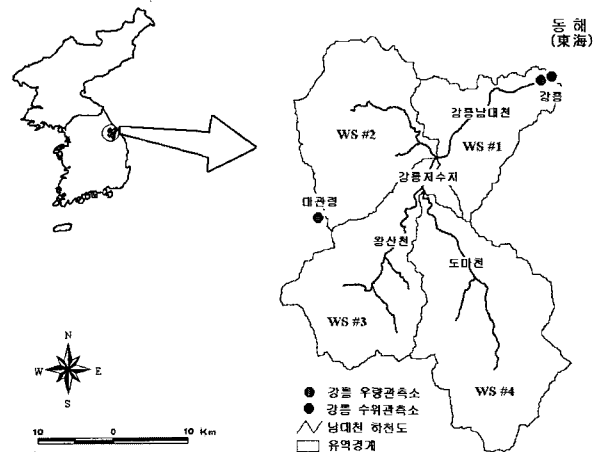 동 해
(東海)
강릉
강릉남대천
WS #2
WS #1
강릉저수지
대관령
왕산천
도마천
WS #3
WS #4
N
W E
S
10 0 10 Km
강릉 우량관측소
강릉 수위관측소
남대천 하천도
유역경계